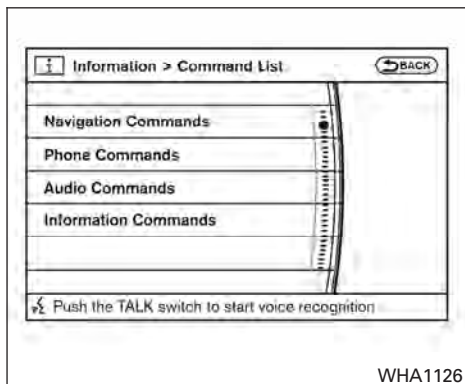 i Information > Command List BACK
Navigation Commands
Phone Commands
Audio Commands
Information Commands
Push the TALK switch to start voice recognition
WHA1126